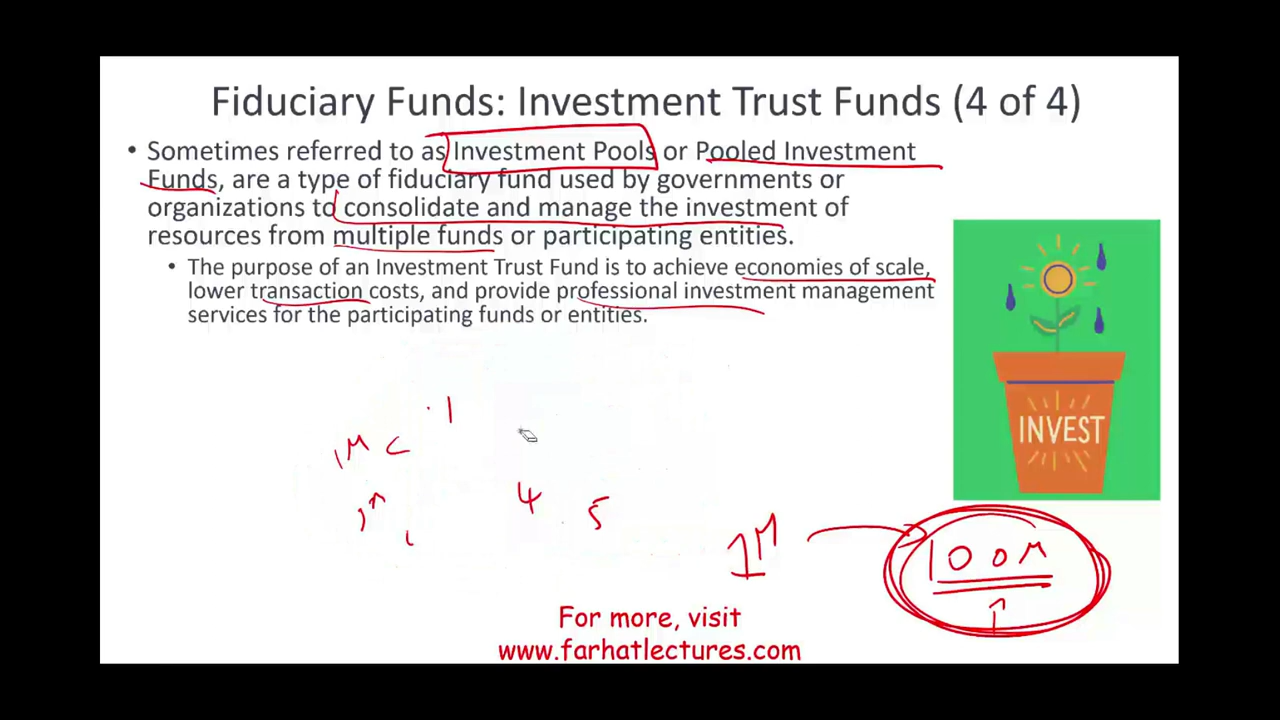 Fiduciary Funds: Investment Trust Funds (4 of 4)
• Sometimes referred to as Investment Pools or Pooled Investment
Funds, are a type of fiduciary fund used by governments or
organizations to consolidate and manage the investment of
resources from multiple funds or participating entities.
• The purpose of an Investment Trust Fund is to achieve economies of scale,
lower transaction costs, and provide professional investment management
services for the participating funds or entities.
INVEST
1M C
4
5
1M
100M
For more, visit
www.farhatlectures.com